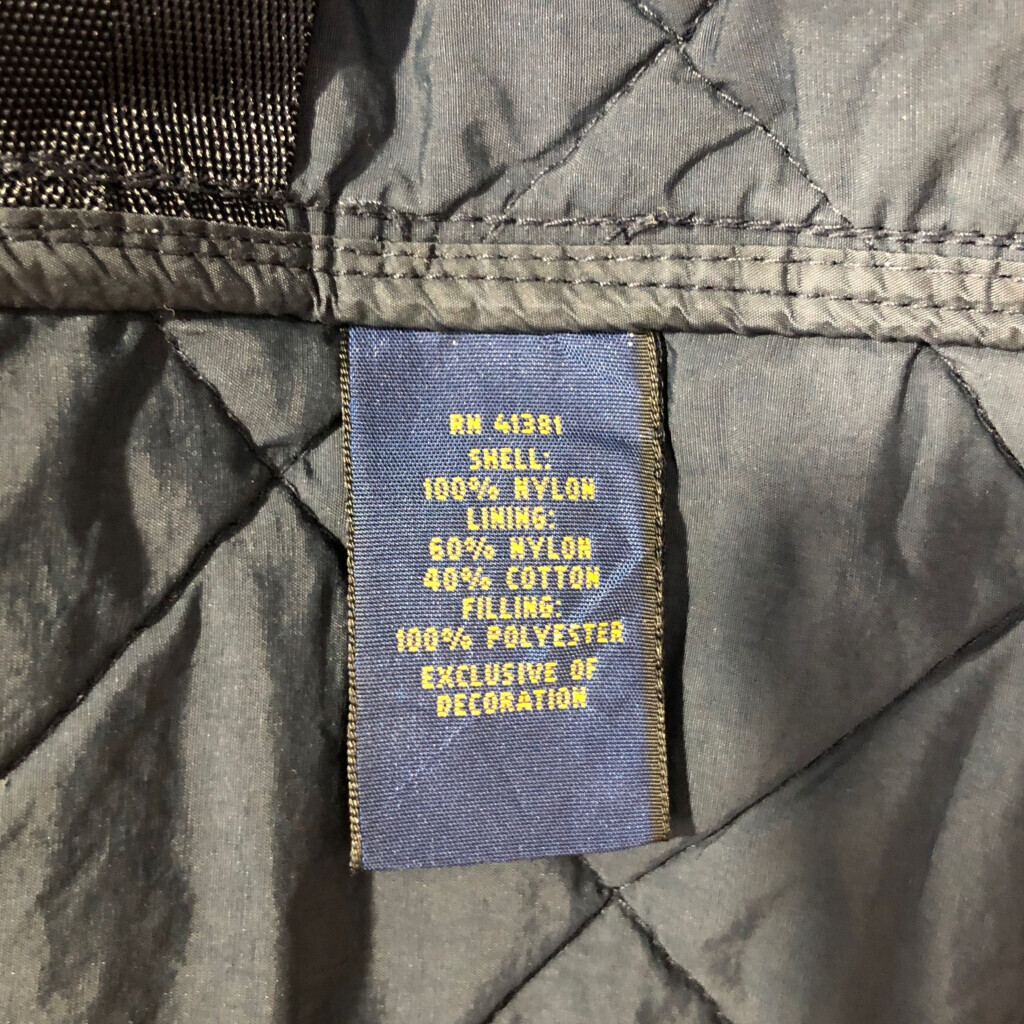 RN 41381
SHELL:
100% NYLON
LINING:
60% NYLON
40% COTTON
FILLING:
100% POLYESTER
EXCLUSIVE OF
DECORATION